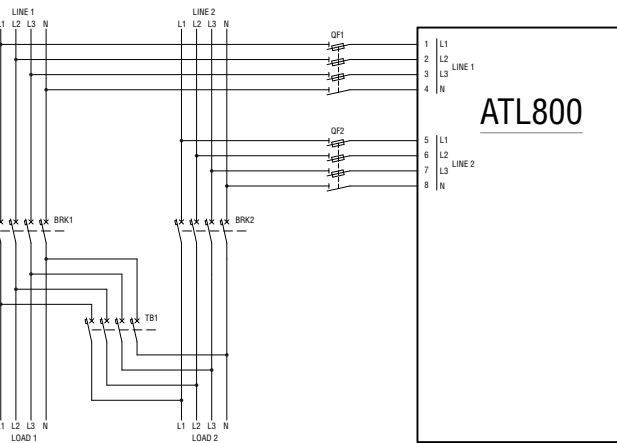 LINE 1
L1 L2 L3 N
LINE 2
L1 L2 L3 N
QF1
1 L1
2 L2
3 L3
4 N
LINE 1
ATL800
QF2
5 L1
6 L2
7 L3
8 N
LINE 2
BRK1
BRK2
TB1
L1 L2 L3 N
LOAD 1
L1 L2 L3 N
LOAD 2